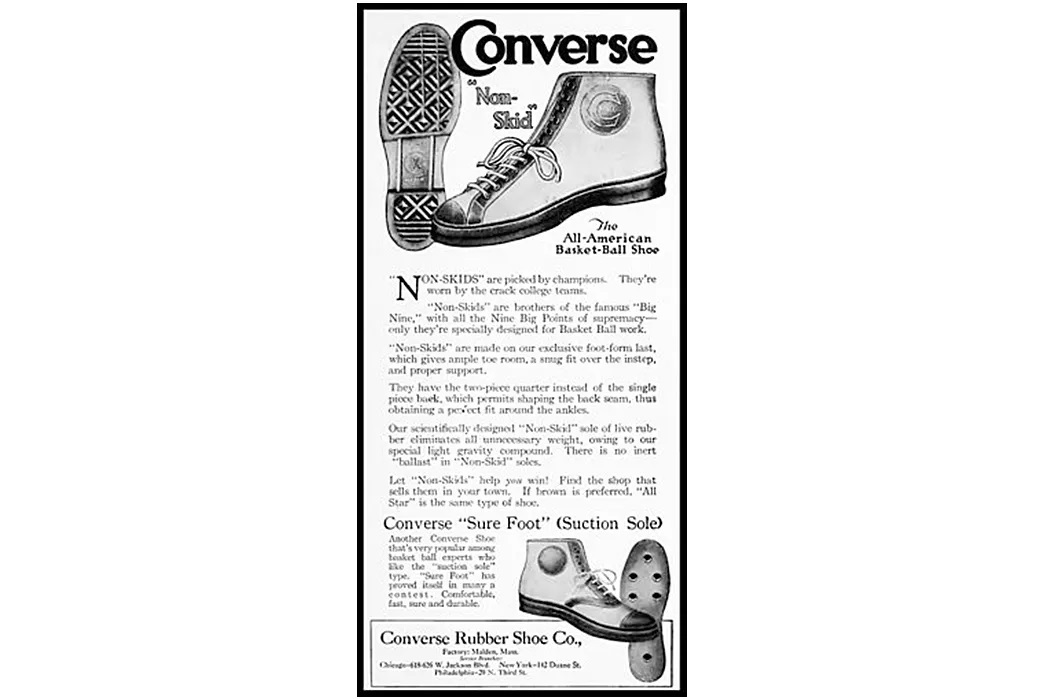 Converse
"Non-
Skid"
C
The
All-American
Basket-Ball Shoe
"NON-SKIDS" are picked by champions. They're
worn by the crack college teams.
"Non-Skids" are brothers of the famous "Big
Nine," with all the Nine Big Points of supremacy—
only they're specially designed for Basket Ball work.
"Non-Skids" are made on our exclusive foot-form last,
which gives ample toe room, a snug fit over the instep,
and proper support.
They have the two-piece quarter instead of the single
piece back, which permits shaping the back seam, thus
obtaining a perfect fit around the ankles.
Our scientifically designed "Non-Skid" sole of live rub-
ber eliminates all unnecessary weight, owing to our
special light gravity compound. There is no inert
"ballast" in "Non-Skid" soles.
Let "Non-Skids" help you win! Find the shop that
sells them in your town. If brown is preferred, "All
Star" is the same type of shoe.
Converse "Sure Foot" (Suction Sole)
Another Converse Shoe
that's very popular among
basket ball experts who
like the "suction sole"
type. "Sure Foot" has
proved itself in many a
contest. Comfortable,
fast, sure and durable.
Converse Rubber Shoe Co.,
Factory: Malden, Mass.
Service Branches:
Chicago—618-626 W. Jackson Blvd. New York—142 Duane St.
Philadelphia—20 N. Third St.